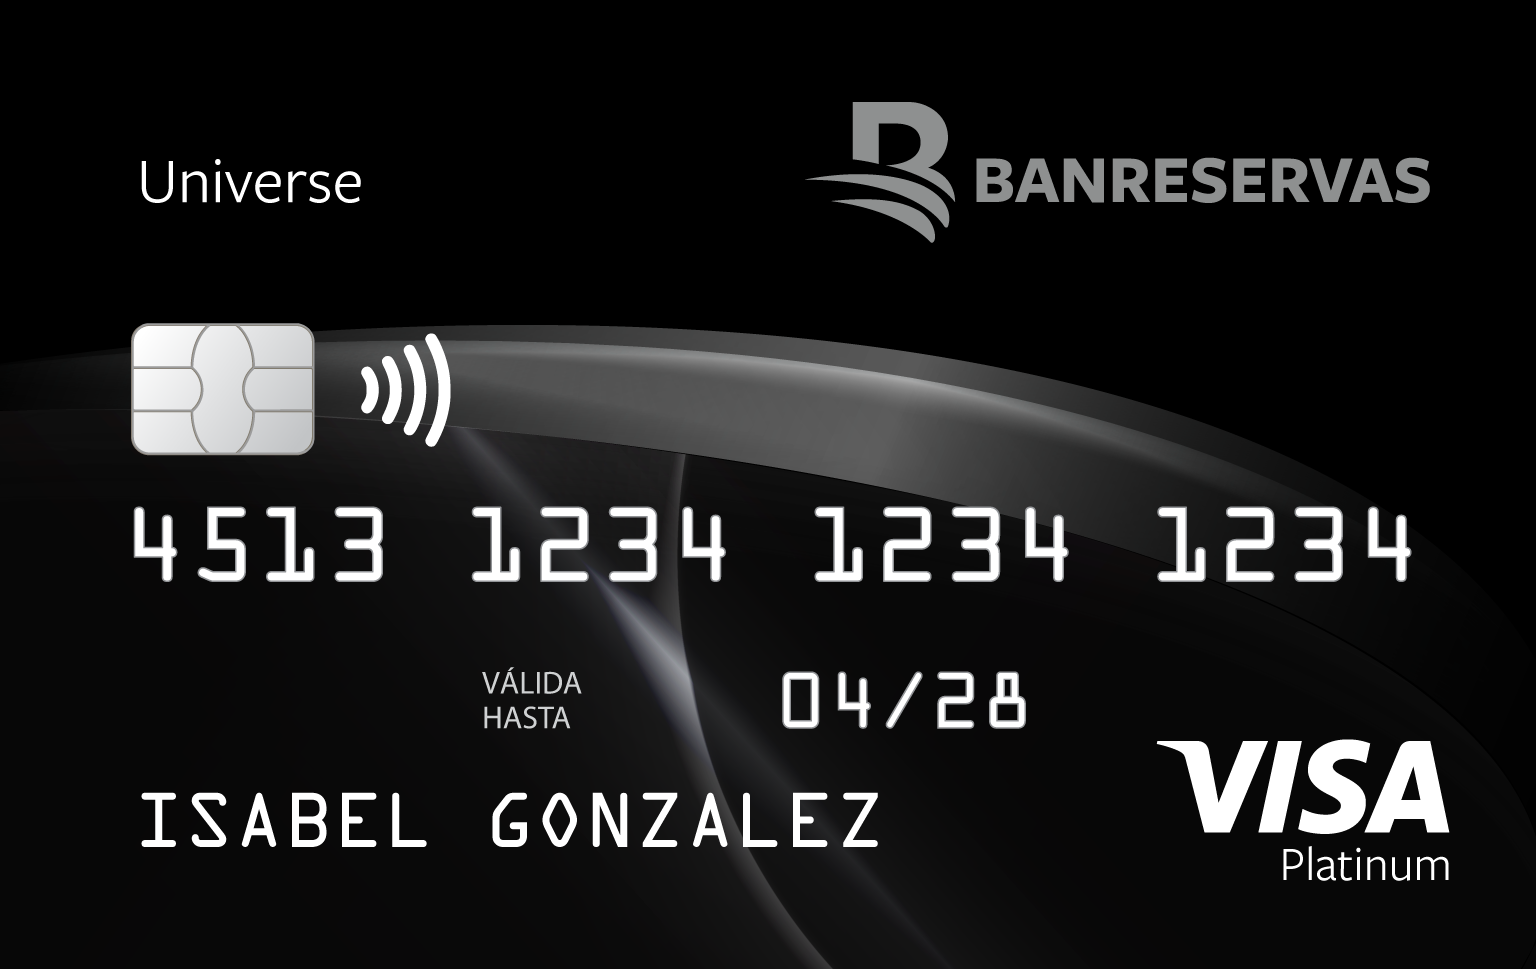 Universe
BANRESERVAS
4513 1234 1234 1234
VÁLIDA
HASTA
04/28
ISABEL GONZALEZ
VISA
Platinum